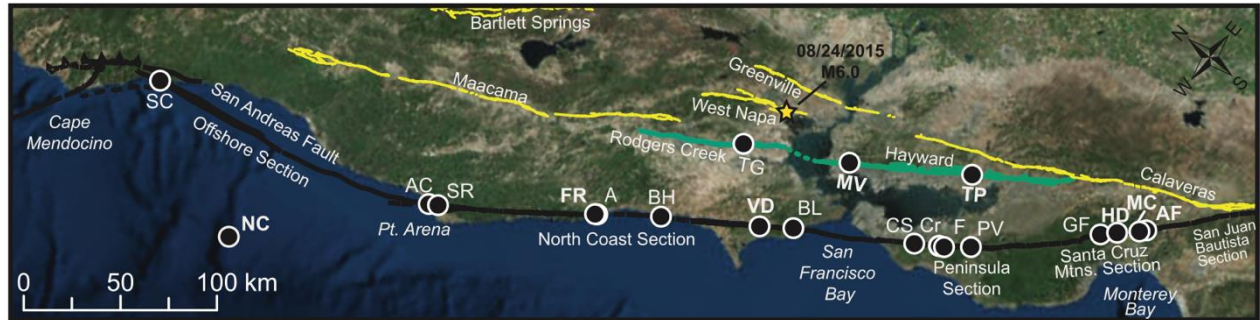 Bartlett Springs
N
E
W
S
08/24/2015
M6.0
Greenville
Maacama
West Napa
SC
San Andreas Fault
Offshore Section
Cape
Mendocino
Rodgers Creek
TG
Hayward
MV
TP
Calaveras
AC
SR
FR
A
BH
VD
BL
MC
HD
AF
NC
Pt. Arena
North Coast Section
CS
Cr
F
PV
GF
San
Francisco
Bay
Peninsula
Section
Santa Cruz
Mtns. Section
San Juan
Bautista
Section
Monterey
Bay
0
50
100 km